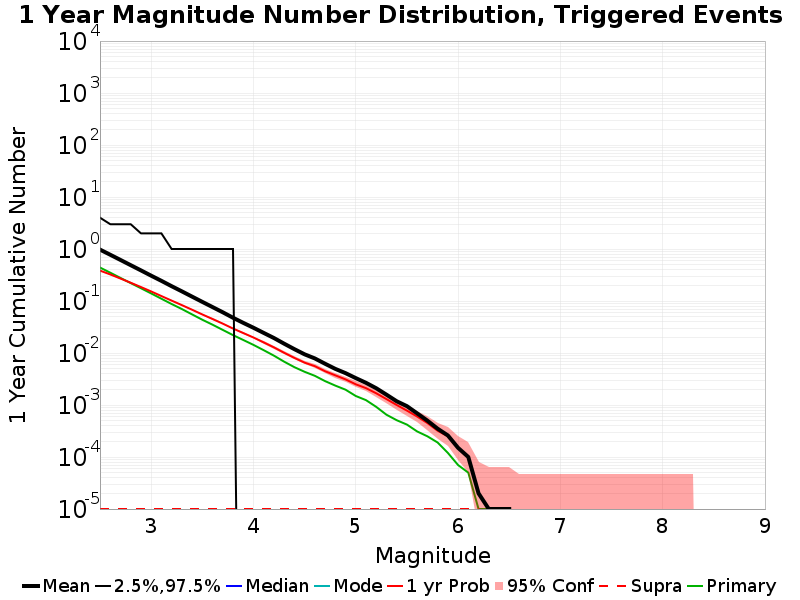 1 Year Magnitude Number Distribution, Triggered Events
10^4
10^3
10^2
10^1
10^0
10^-1
10^-2
10^-3
10^-4
10^-5
1 Year Cumulative Number
3 4 5 6 7 8 9
Magnitude
Mean 2.5%,97.5% Median Mode 1 yr Prob 95% Conf Supra Primary